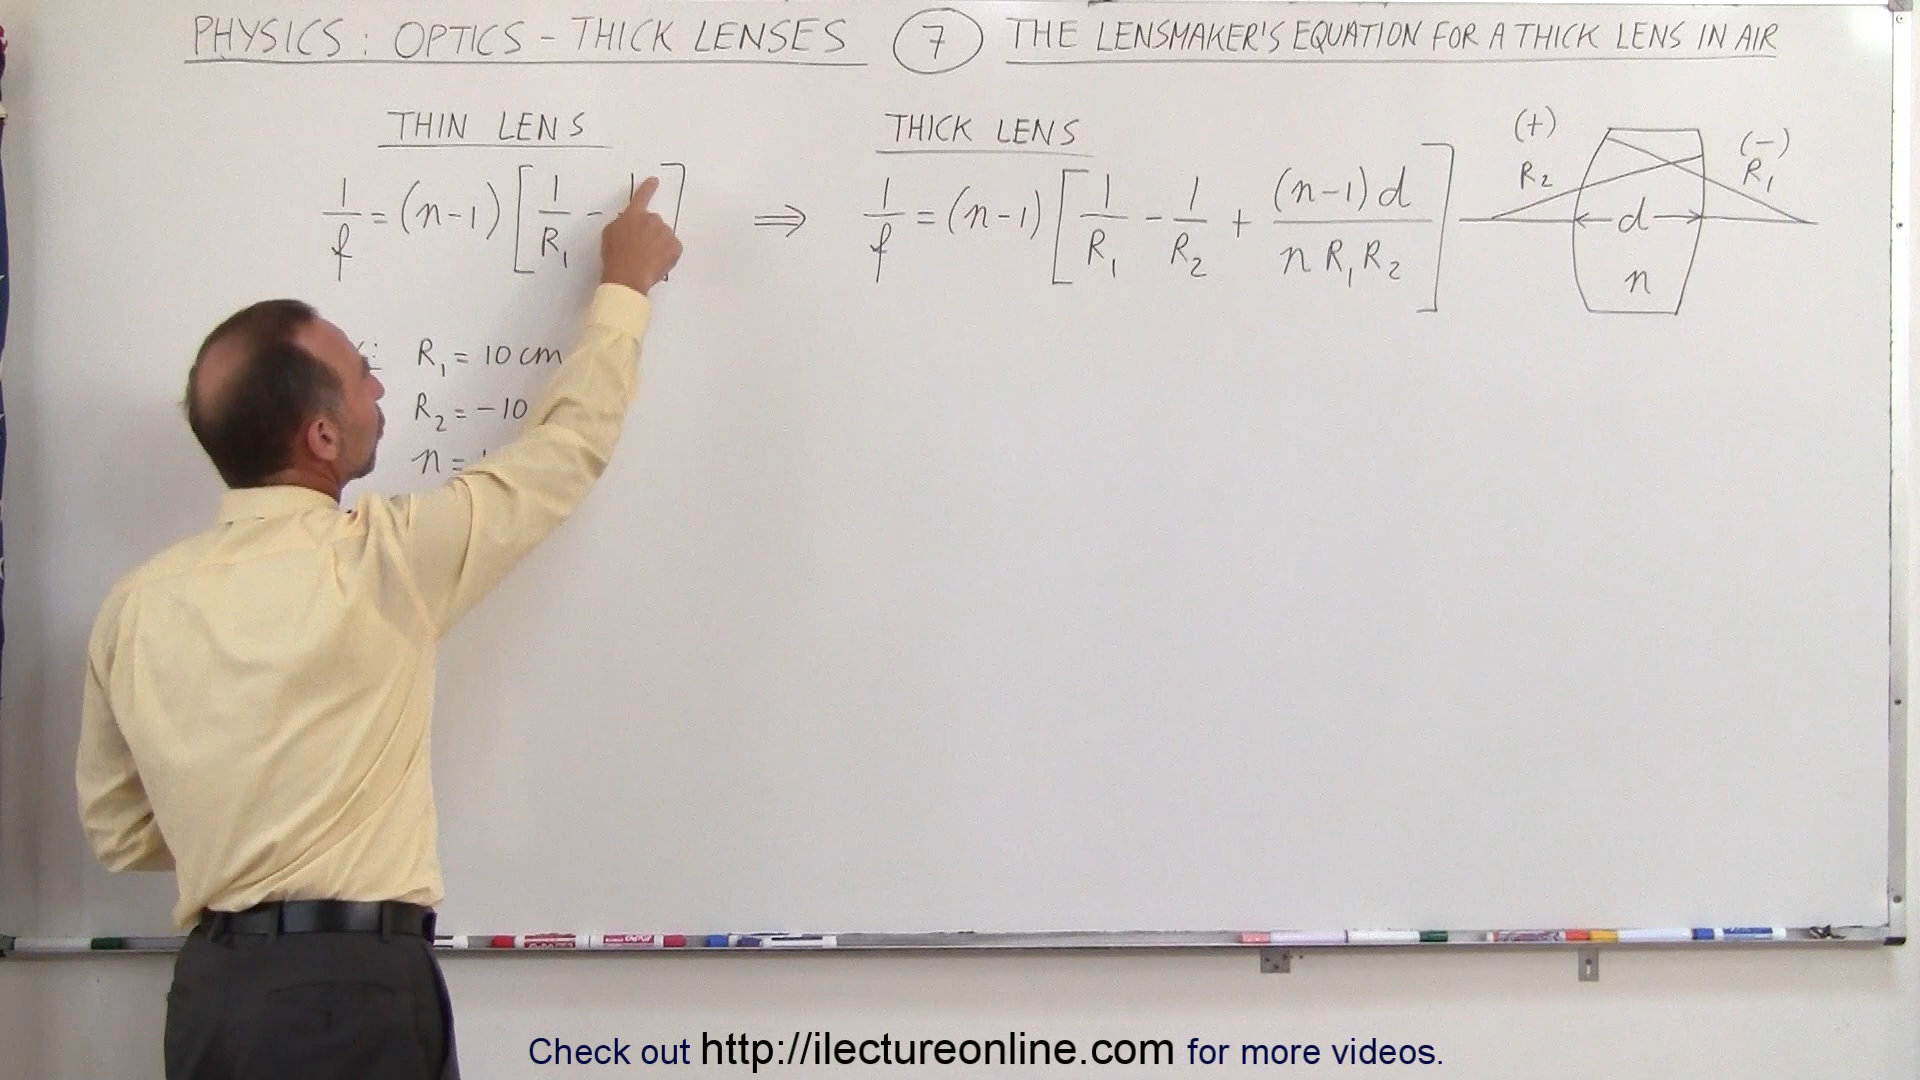 PHYSICS: OPTICS - THICK LENSES 7 THE LENSMAKER'S EQUATION FOR A THICK LENS IN AIR
THIN LENS
1/f = (n-1) [1/R₁ - 1
⇒
THICK LENS
1/f = (n-1) [1/R₁ - 1/R₂ + (n-1)d/nR₁R₂]
(+)
R₂
(-)
R₁
d
n
R₁ = 10 cm
R₂ = -10
n =
Check out http://ilectureonline.com for more videos.